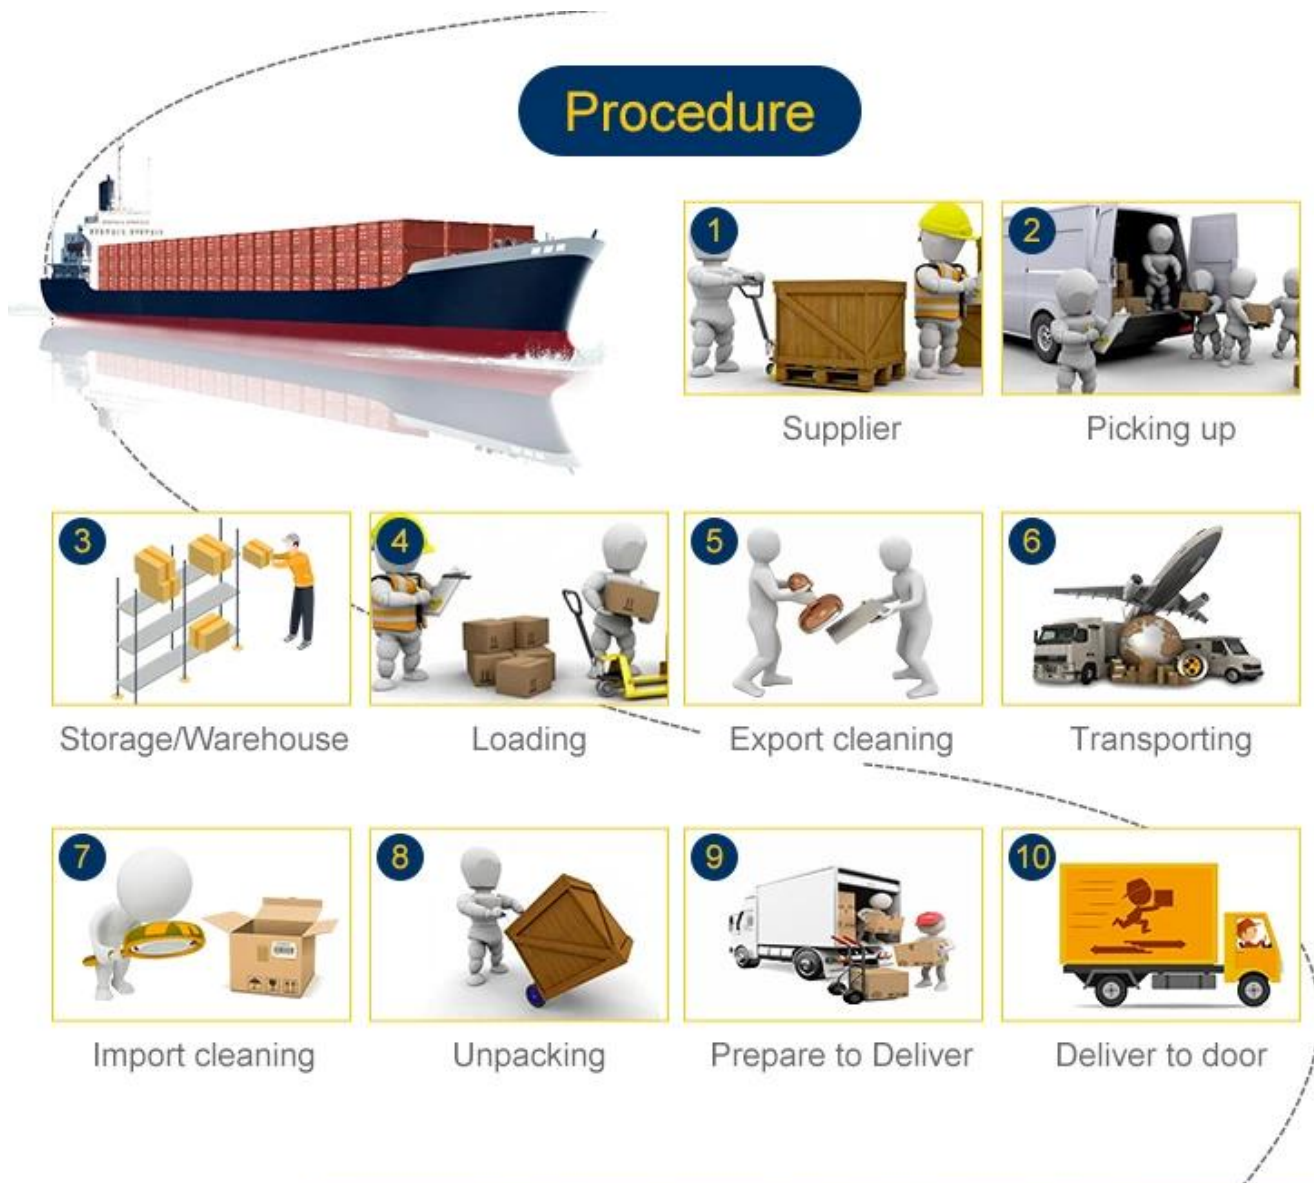 Procedure
1
2
Supplier
Picking up
3
4
5
6
Storage/Warehouse
Loading
Export cleaning
Transporting
7
8
9
10
Import cleaning
Unpacking
Prepare to Deliver
Deliver to door